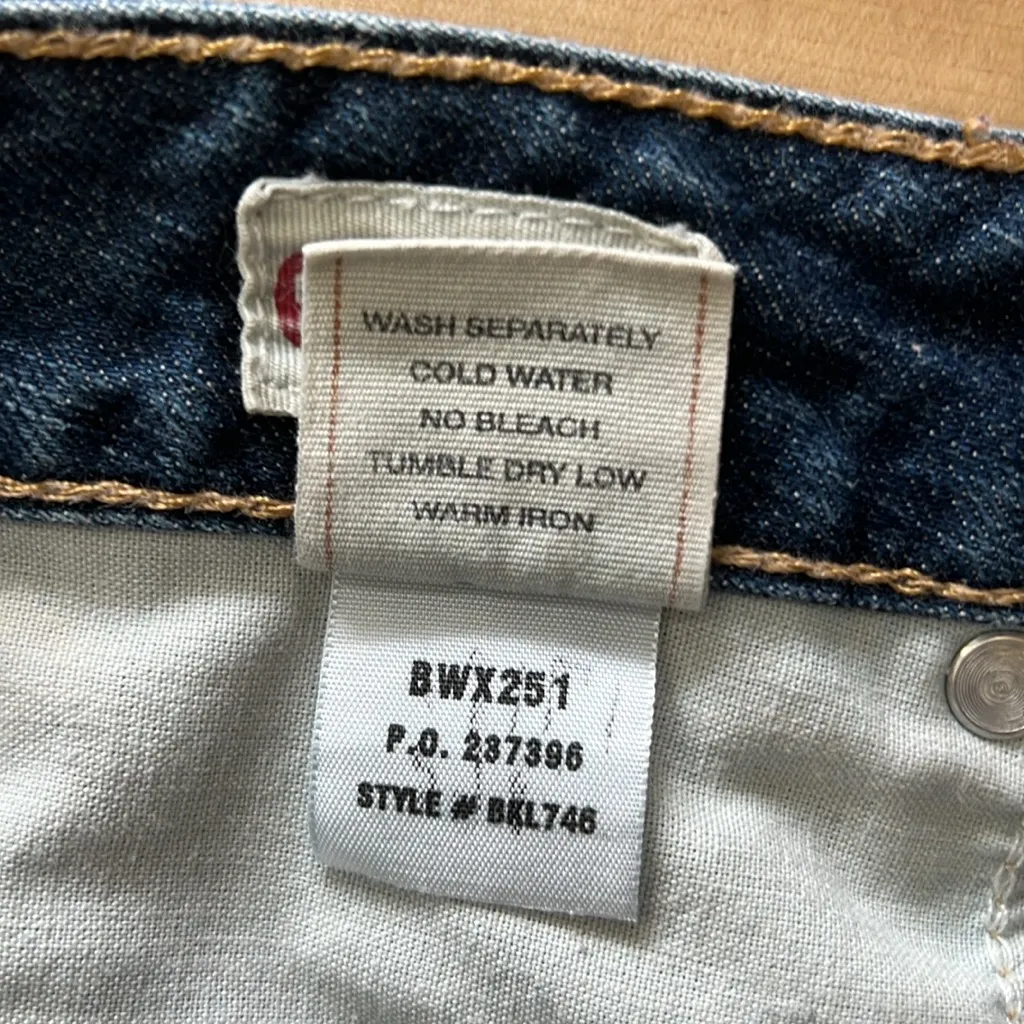 WASH SEPARATELY
COLD WATER
NO BLEACH
TUMBLE DRY LOW
WARM IRON
BWX251
P.O. 237396
STYLE # BKL746